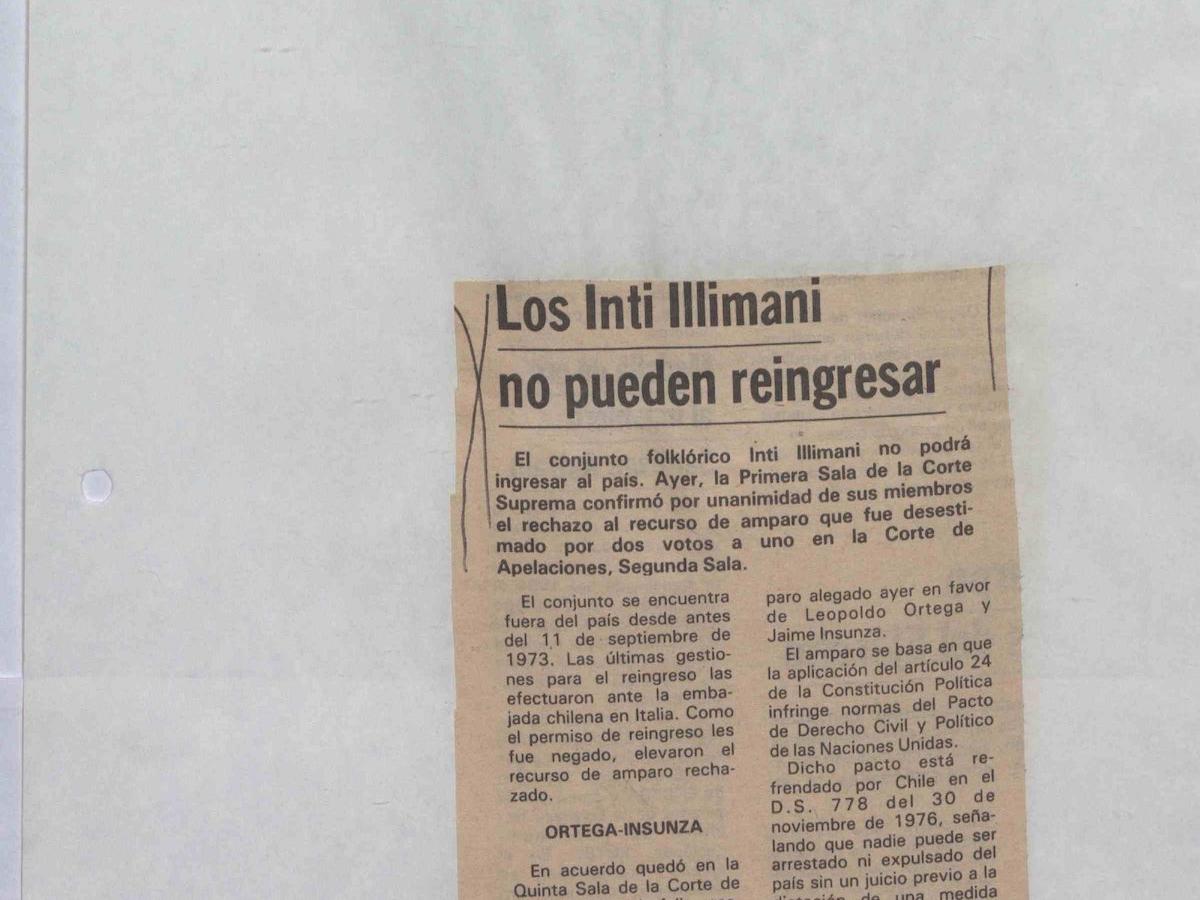 Los Inti Illimani
no pueden reingresar
El conjunto folklórico Inti Illimani no podrá
ingresar al país. Ayer, la Primera Sala de la Corte
Suprema confirmó por unanimidad de sus miembros
el rechazo al recurso de amparo que fue desesti-
mado por dos votos a uno en la Corte de
Apelaciones, Segunda Sala.
El conjunto se encuentra
fuera del país desde antes
del 11 de septiembre de
1973. Las últimas gestio-
nes para el reingreso las
efectuaron ante la emba-
jada chilena en Italia. Como
el permiso de reingreso les
fue negado, elevaron el
recurso de amparo recha-
zado.
ORTEGA-INSUNZA
En acuerdo quedó en la
Quinta Sala de la Corte de
paro alegado ayer en favor
de Leopoldo Ortega y
Jaime Insunza.
El amparo se basa en que
la aplicación del artículo 24
de la Constitución Política
infringe normas del Pacto
de Derecho Civil y Político
de las Naciones Unidas.
Dicho pacto está re-
frendado por Chile en el
D.S. 778 del 30 de
noviembre de 1976, seña-
lando que nadie puede ser
arrestado ni expulsado del
país sin un juicio previo a la
de una medida